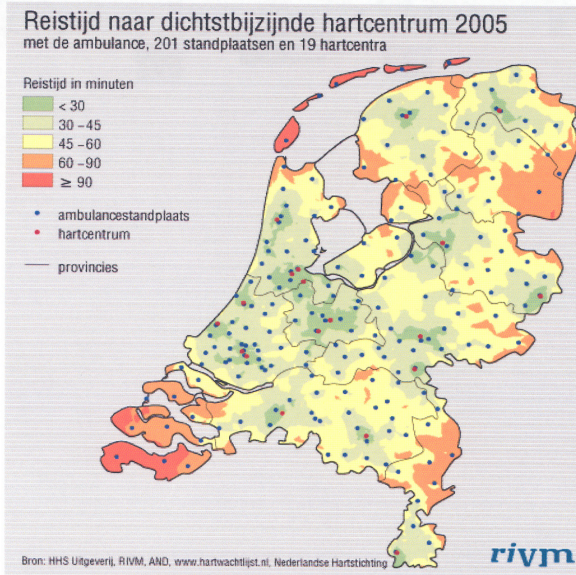 Reistijd naar dichtstbijzijnde hartcentrum 2005
met de ambulance, 201 standplaatsen en 19 hartcentra
Reistijd in minuten
< 30
30 -45
45 -60
60 -90
≥ 90
ambulancestandplaats
hartcentrum
provincies
Bron: HHS Uitgeverij, RIVM, AND, www.hartwachtlijst.nl, Nederlandse Hartstichting
rivm